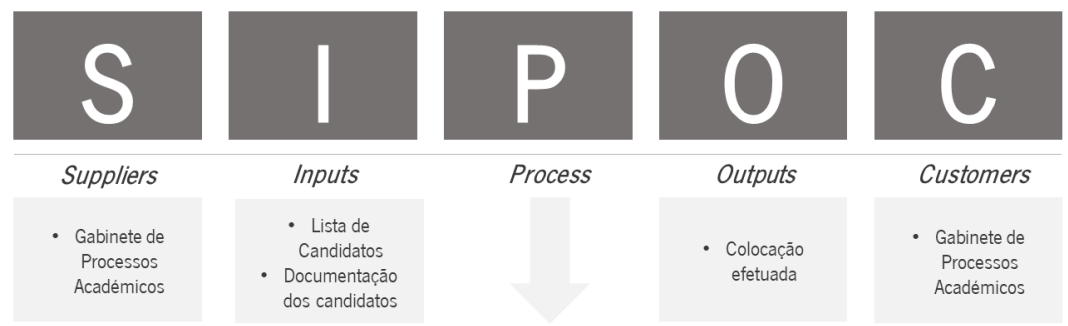 S I P O C
Suppliers Inputs Process Outputs Customers
• Gabinete de
Processos
Académicos
• Lista de
Candidatos
• Documentação
dos candidatos
• Colocação
efetuada
• Gabinete de
Processos
Académicos